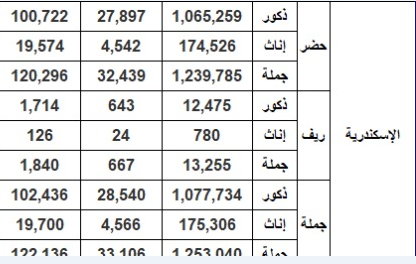 ذكور 1,065,259 27,897 100,722
حضر إناث 174,526 4,542 19,574
جملة 1,239,785 32,439 120,296
ذكور 12,475 643 1,714
الإسكندرية ريف إناث 780 24 126
جملة 13,255 667 1,840
ذكور 1,077,734 28,540 102,436
جملة إناث 175,306 4,566 19,700
جملة 1,253,040 33,106 122,136